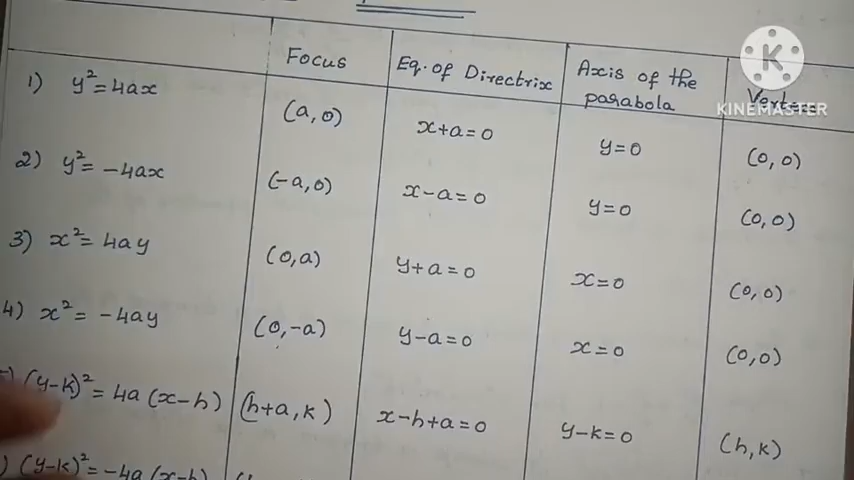 Focus Eq. of Directrix Axis of the parabola
K
KINEMASTER
1) y² = 4ax (a, 0) x+a=0 y=0 (0, 0)
2) y² = -4ax (-a, 0) x-a=0 y=0 (0, 0)
3) x² = 4ay (0, a) y+a=0 x=0 (0, 0)
4) x² = -4ay (0, -a) y-a=0 x=0 (0, 0)
(y-k)² = 4a (x-h) (h+a, k) x-h+a=0 y-k=0 (h, k)
) (y-k)² = -4a (x-h)